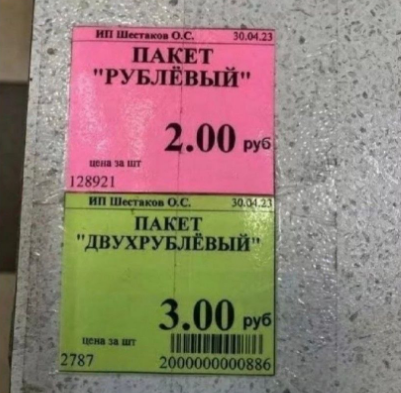 ИП Шестаков О.С. 30.04.23
ПАКЕТ
"РУБЛЁВЫЙ"
2.00 руб
цена за шт
128921
ИП Шестаков О.С. 30.04.23
ПАКЕТ
"ДВУХРУБЛЁВЫЙ"
3.00 руб
цена за шт
2787 2000000000886